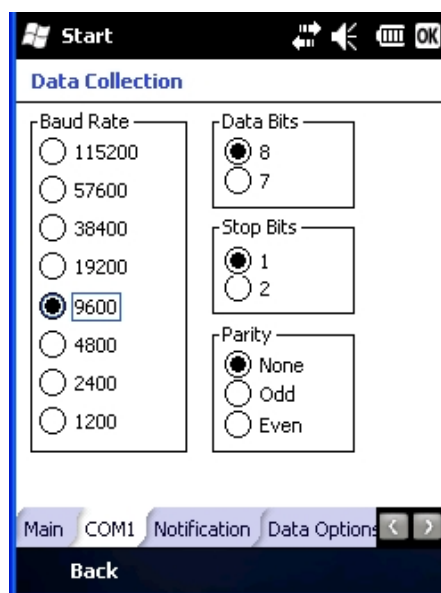 Start
OK
Data Collection
Baud Rate
115200
57600
38400
19200
9600
4800
2400
1200
Data Bits
8
7
Stop Bits
1
2
Parity
None
Odd
Even
Main COM1 Notification Data Options
Back